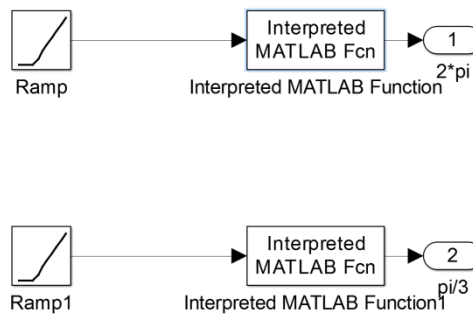 Interpreted
MATLAB Fcn
1
Ramp
Interpreted MATLAB Function
2*pi
Interpreted
MATLAB Fcn
2
Ramp1
Interpreted MATLAB Function1
pi/3